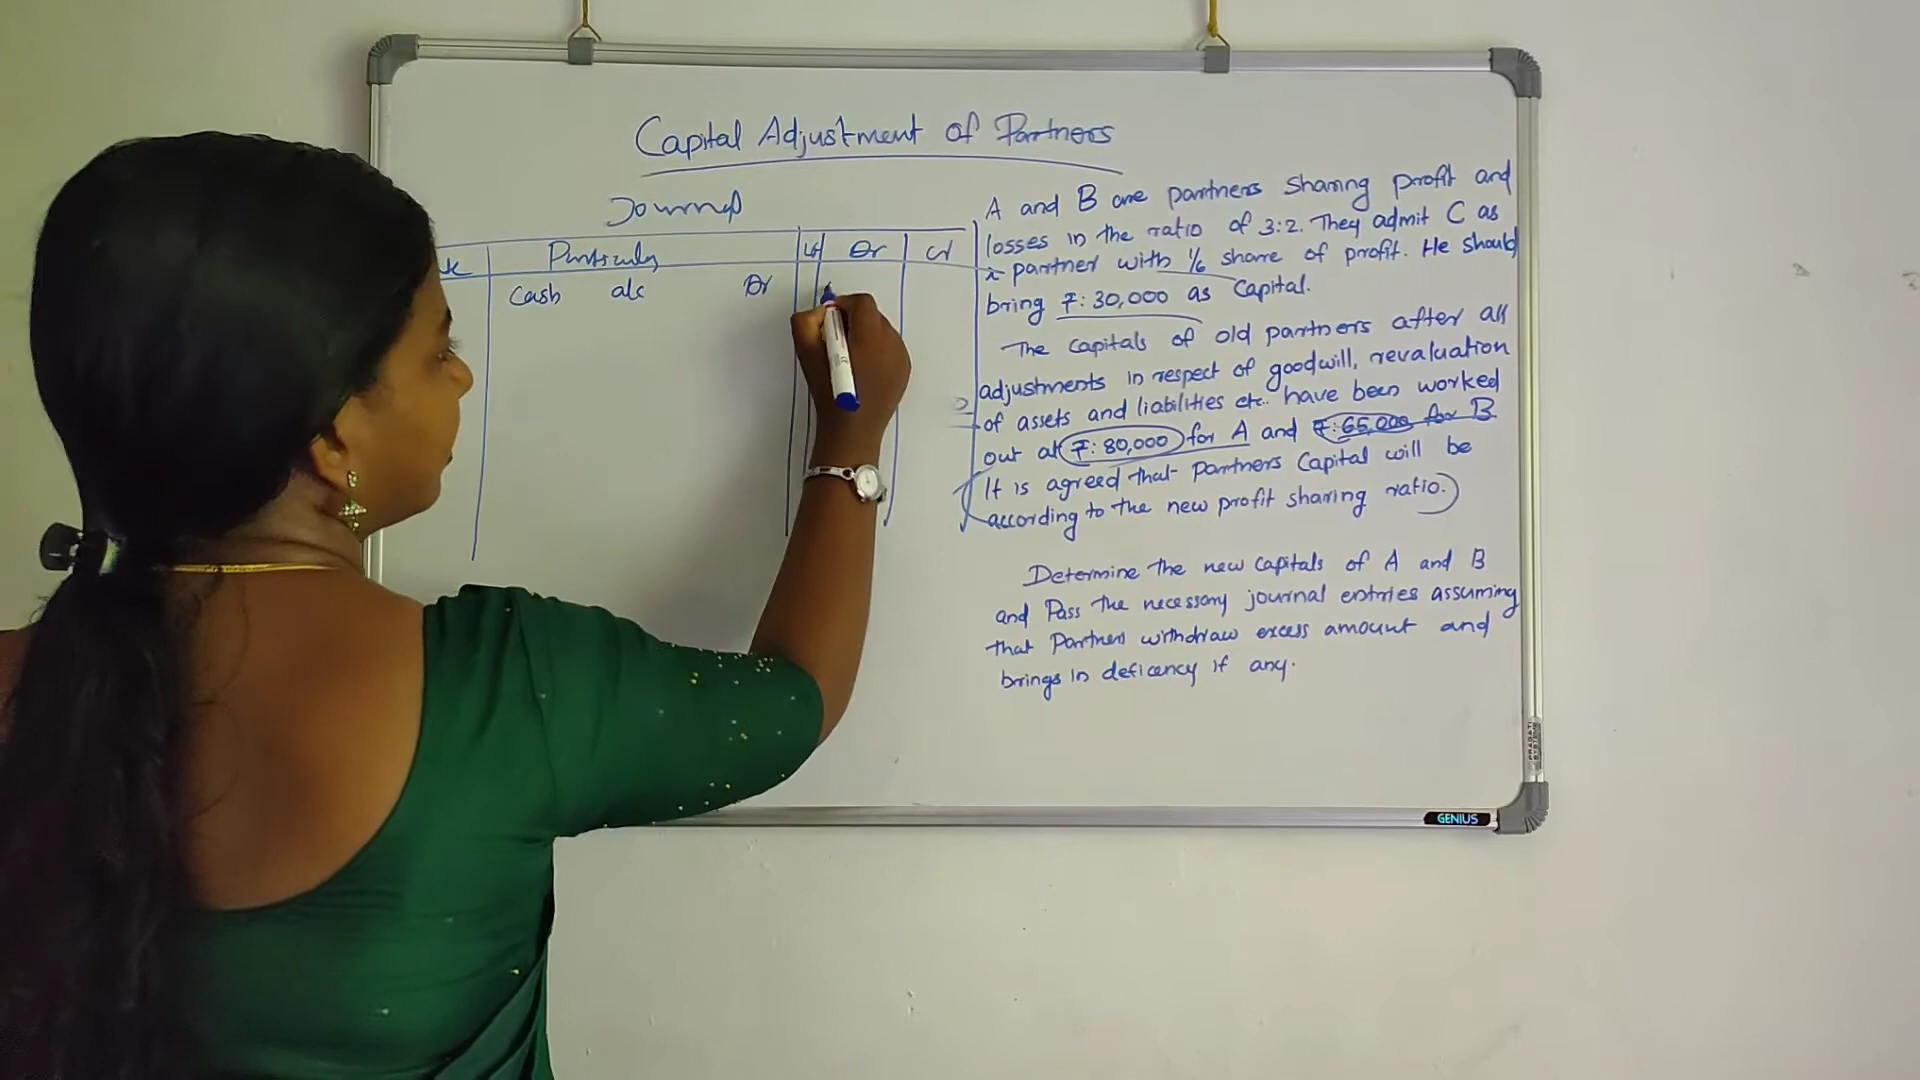 Capital Adjustment of Partners
Journal
Particulars Lf Dr Cr
Cash a/c Dr
A and B are partners sharing profit and
losses in the ratio of 3:2. They admit C as
a partner with 1/6 share of profit. He should
bring ₹: 30,000 as Capital.
The capitals of old partners after all
adjustments in respect of goodwill, revaluation
of assets and liabilities etc.. have been worked
out at ₹: 80,000 for A and ₹: 65,000 for B
It is agreed that partners Capital will be
according to the new profit sharing ratio.
Determine the new capitals of A and B
and Pass the necessary journal entries assuming
that Partners withdraw excess amount and
brings in deficency if any.
GENIUS